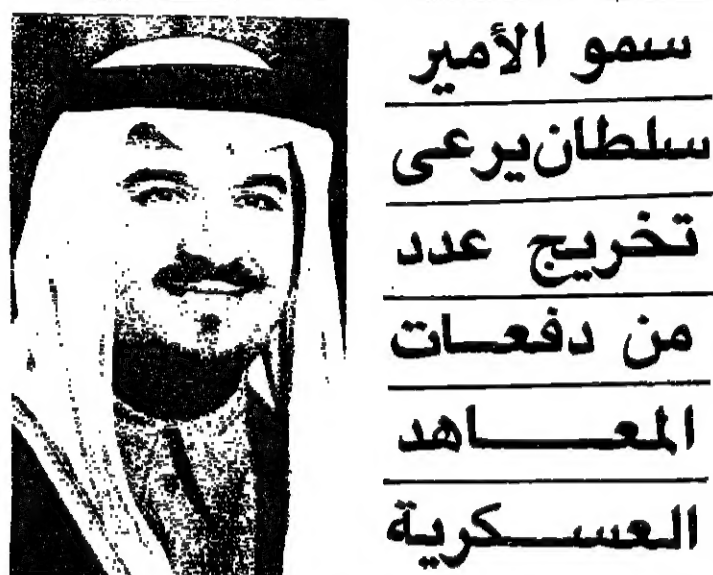 سمو الأمير
سلطان يرعى
تخريج عدد
من دفعات
المعاهد
العسكرية